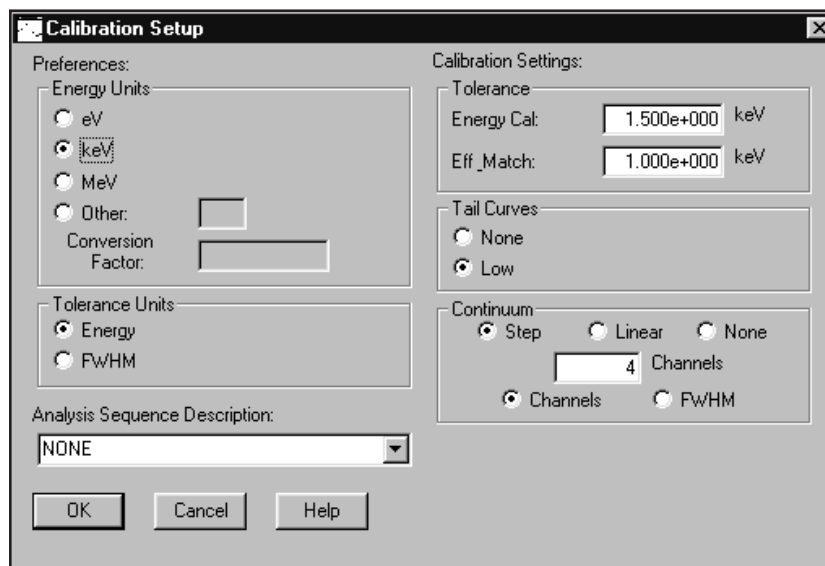 Calibration Setup
Preferences:
Energy Units
eV
keV
MeV
Other:
Conversion
Factor:
Tolerance Units
Energy
FWHM
Analysis Sequence Description:
NONE
OK Cancel Help
Calibration Settings:
Tolerance
Energy Cal: 1.500e+000 keV
Eff_Match: 1.000e+000 keV
Tail Curves
None
Low
Continuum
Step Linear None
4 Channels
Channels FWHM